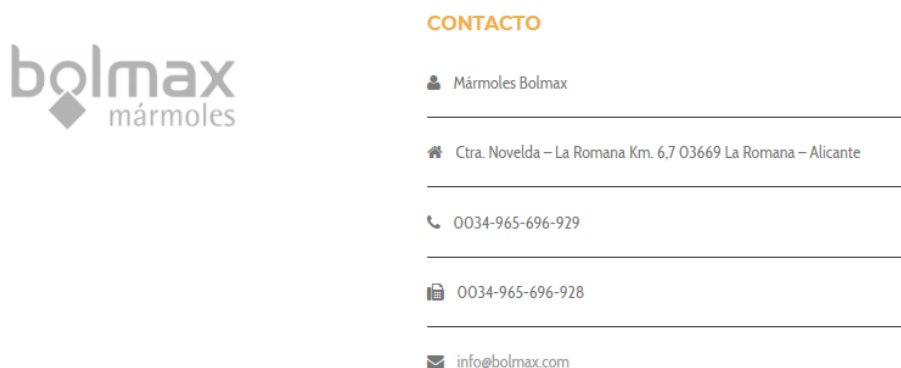 bolmax
mármoles
CONTACTO
Mármoles Bolmax
Ctra. Novelda – La Romana Km. 6,7 03669 La Romana – Alicante
0034-965-696-929
0034-965-696-928
info@bolmax.com